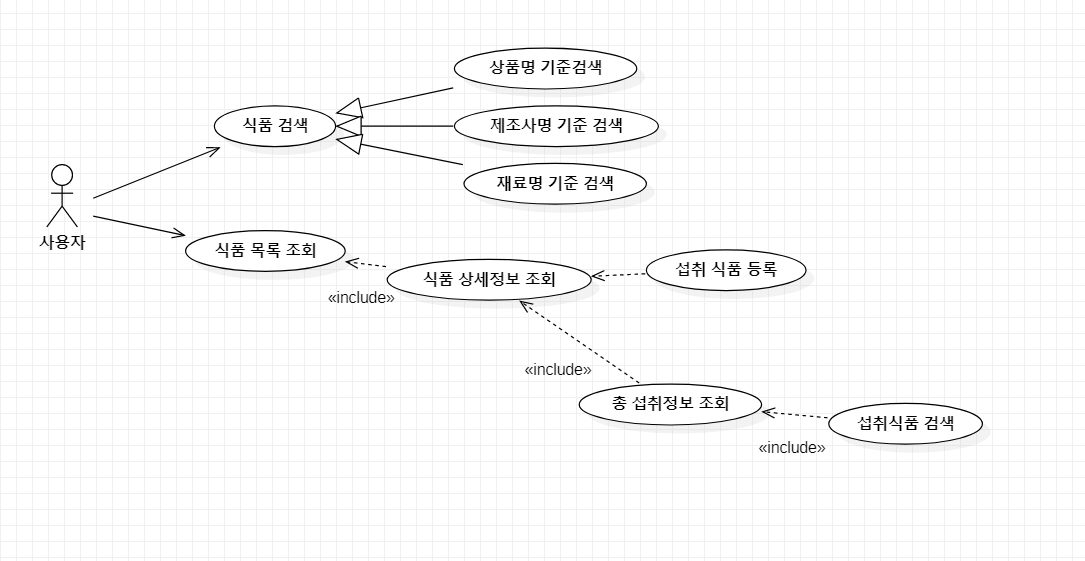 상품명 기준검색
식품 검색
제조사명 기준 검색
재료명 기준 검색
사용자
식품 목록 조회
식품 상세정보 조회
섭취 식품 등록
«include»
«include»
총 섭취정보 조회
섭취식품 검색
«include»